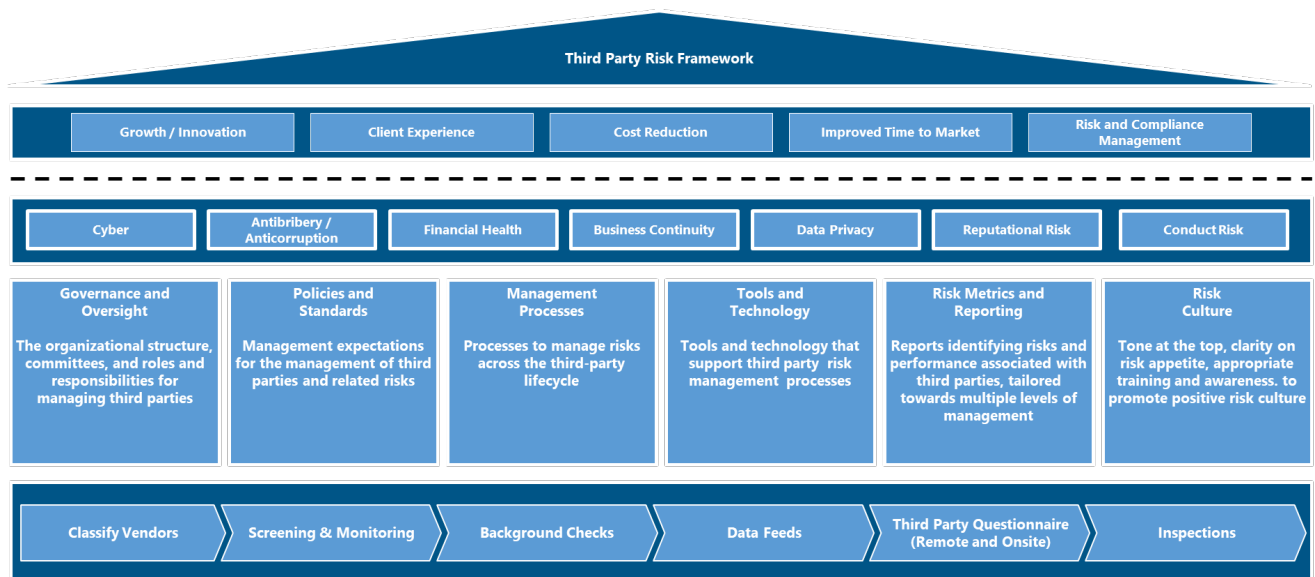 Third Party Risk Framework
Growth / Innovation
Client Experience
Cost Reduction
Improved Time to Market
Risk and Compliance
Management
Cyber
Antibribery /
Anticorruption
Financial Health
Business Continuity
Data Privacy
Reputational Risk
Conduct Risk
Governance and
Oversight
The organizational structure,
committees, and roles and
responsibilities for
managing third parties
Policies and
Standards
Management expectations
for the management of third
parties and related risks
Management
Processes
Processes to manage risks
across the third-party
lifecycle
Tools and
Technology
Tools and technology that
support third party risk
management processes
Risk Metrics and
Reporting
Reports identifying risks and
performance associated with
third parties, tailored
towards multiple levels of
management
Risk
Culture
Tone at the top, clarity on
risk appetite, appropriate
training and awareness. to
promote positive risk culture
Classify Vendors
Screening & Monitoring
Background Checks
Data Feeds
Third Party Questionnaire
(Remote and Onsite)
Inspections